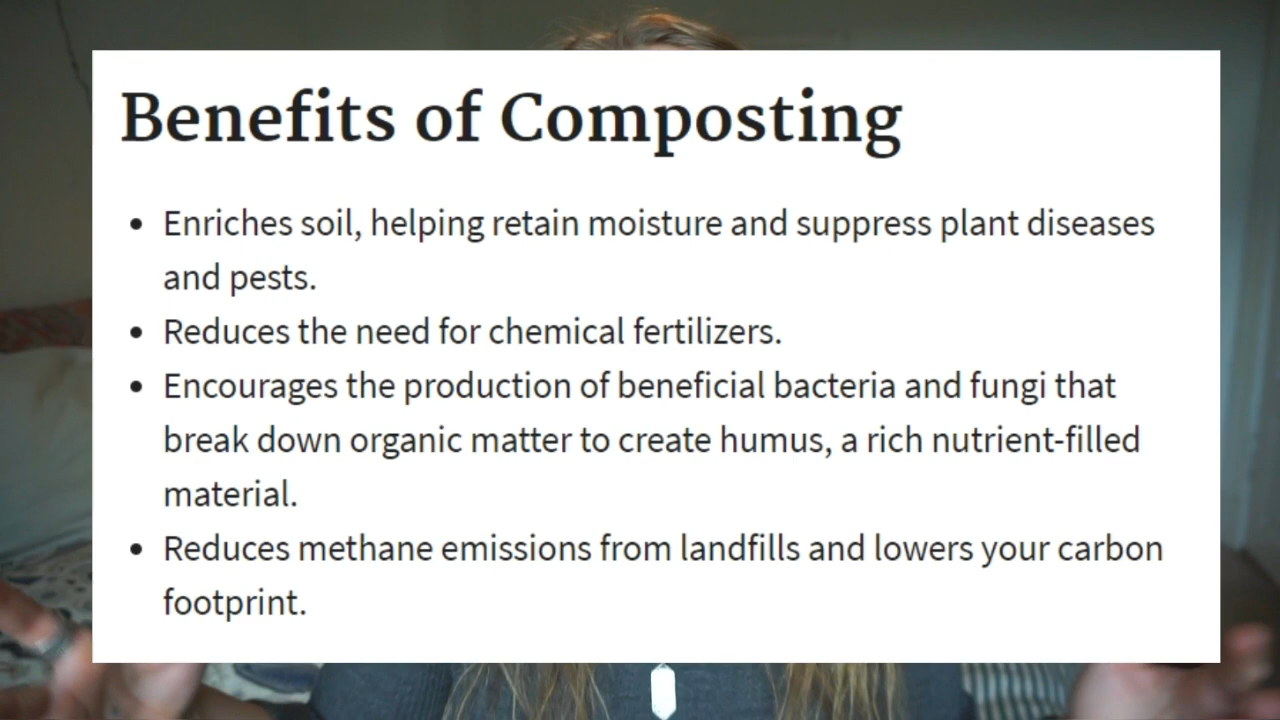 Benefits of Composting
• Enriches soil, helping retain moisture and suppress plant diseases
and pests.
• Reduces the need for chemical fertilizers.
• Encourages the production of beneficial bacteria and fungi that
break down organic matter to create humus, a rich nutrient-filled
material.
• Reduces methane emissions from landfills and lowers your carbon
footprint.